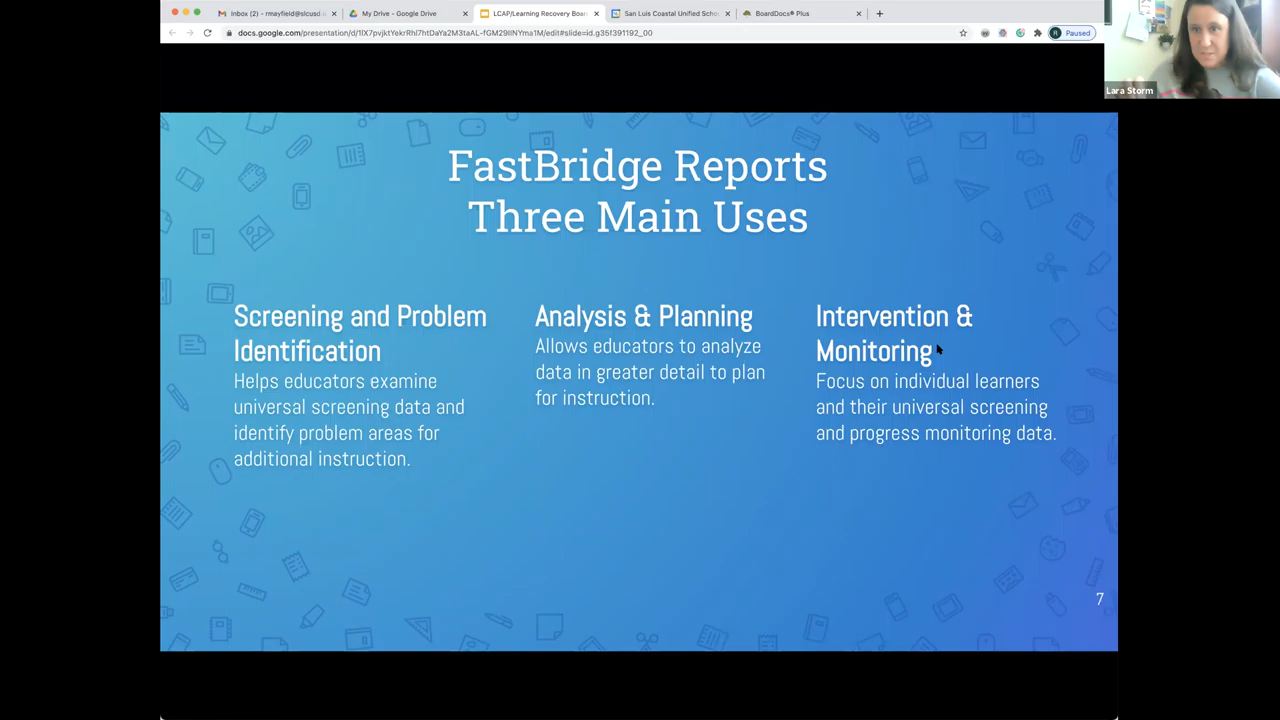 Inbox (2) - rmayfield@slcusd.
My Drive - Google Drive
LCAP/Learning Recovery Boar
San Luis Coastal Unified Scho
BoardDocs® Plus
Paused
Lara Storm
FastBridge Reports
Three Main Uses
Screening and Problem
Identification
Helps educators examine
universal screening data and
identify problem areas for
additional instruction.
Analysis & Planning
Allows educators to analyze
data in greater detail to plan
for instruction.
Intervention &
Monitoring
Focus on individual learners
and their universal screening
and progress monitoring data.
7